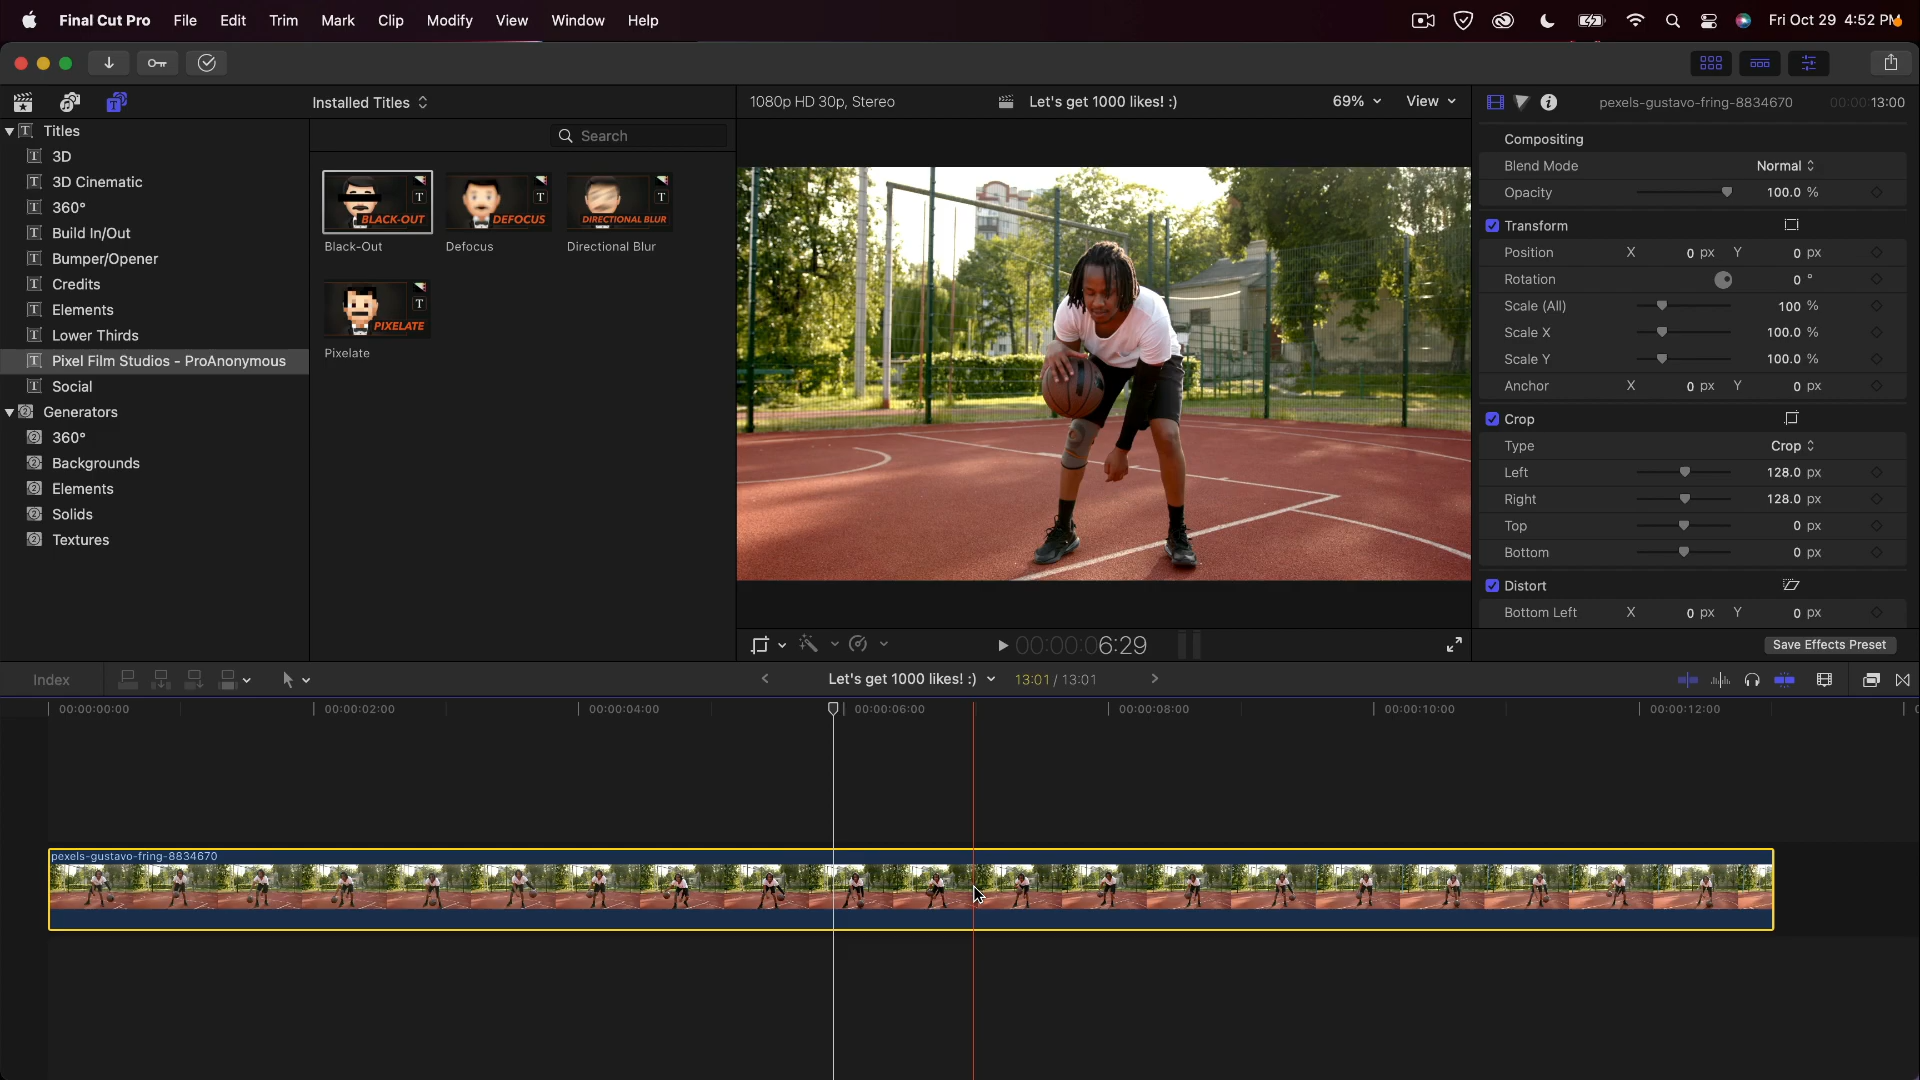 Final Cut Pro File Edit Trim Mark Clip Modify View Window Help
Fri Oct 29 4:52 PM
Installed Titles
1080p HD 30p, Stereo
Let's get 1000 likes! :)
69%
View
pexels-gustavo-fring-8834670
00:00:13:00
Titles
3D
3D Cinematic
360°
Build In/Out
Bumper/Opener
Credits
Elements
Lower Thirds
Pixel Film Studios - ProAnonymous
Social
Generators
360°
Backgrounds
Elements
Solids
Textures
Search
BLACK-OUT
DEFOCUS
DIRECTIONAL BLUR
Black-Out
Defocus
Directional Blur
PIXELATE
Pixelate
Compositing
Blend Mode Normal
Opacity 100.0 %
Transform
Position X 0 px Y 0 px
Rotation 0 °
Scale (All) 100 %
Scale X 100.0 %
Scale Y 100.0 %
Anchor X 0 px Y 0 px
Crop
Type Crop
Left 128.0 px
Right 128.0 px
Top 0 px
Bottom 0 px
Distort
Bottom Left X 0 px Y 0 px
00:00:06:29
Save Effects Preset
Index
Let's get 1000 likes! :)
13:01 / 13:01
00:00:00:00 00:00:02:00 00:00:04:00 00:00:06:00 00:00:08:00 00:00:10:00 00:00:12:00
pexels-gustavo-fring-8834670